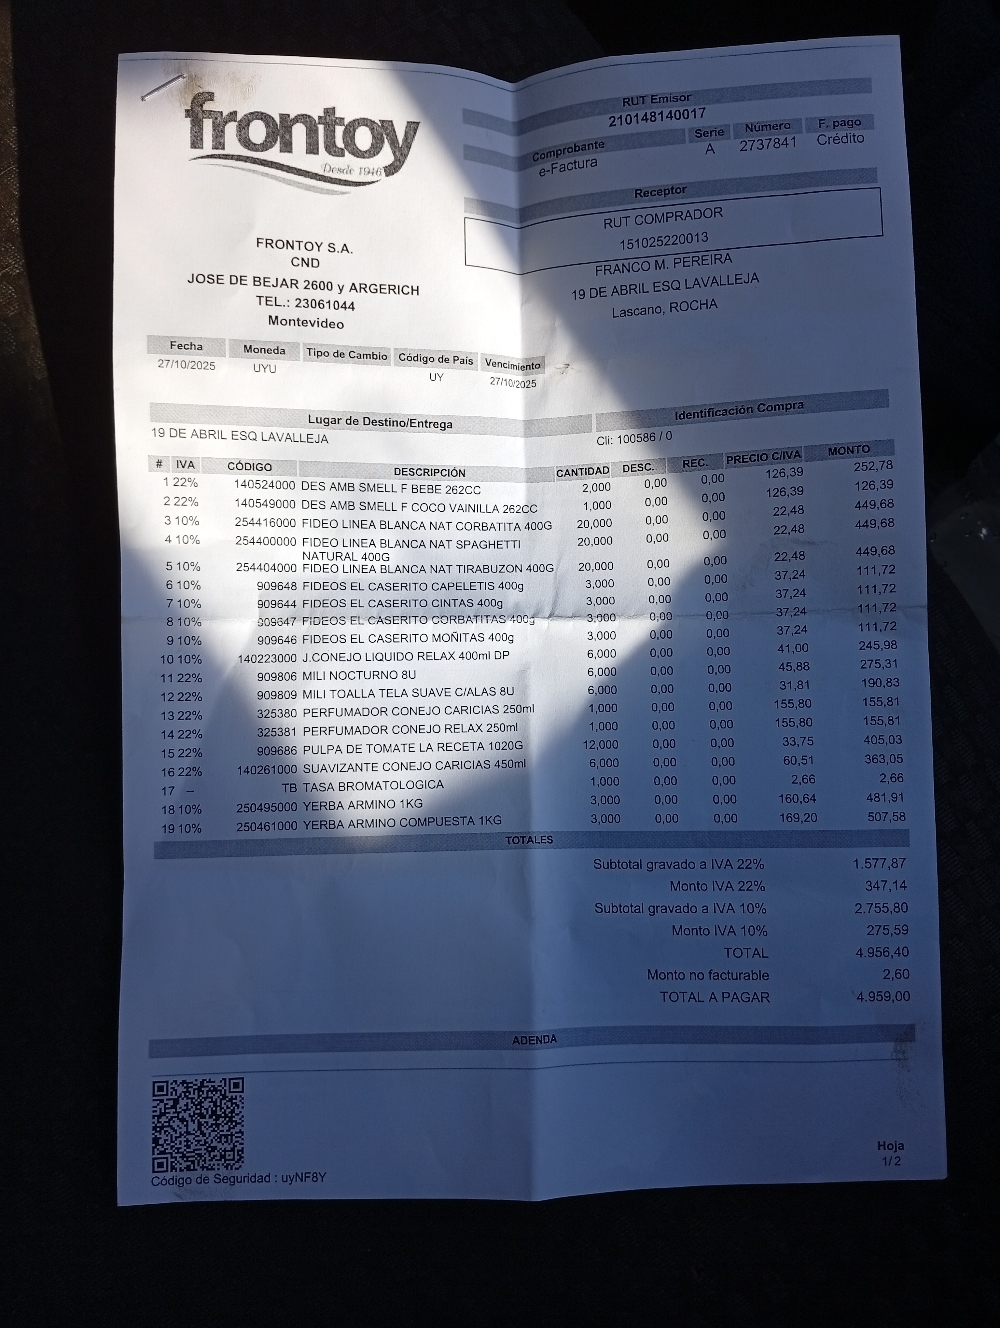 frontoy
Desde 1946
RUT Emisor
210148140017
Comprobante Serie Número F. pago
e-Factura A 2737841 Crédito
Receptor
RUT COMPRADOR
151025220013
FRANCO M. PEREIRA
19 DE ABRIL ESQ LAVALLEJA
Lascano, ROCHA
FRONTOY S.A.
CND
JOSE DE BEJAR 2600 y ARGERICH
TEL.: 23061044
Montevideo
Fecha Moneda Tipo de Cambio Código de País Vencimiento
27/10/2025 UYU UY 27/10/2025
Lugar de Destino/Entrega Identificación Compra
19 DE ABRIL ESQ LAVALLEJA Cli: 100586 / 0
# IVA CÓDIGO DESCRIPCIÓN CANTIDAD DESC. REC. PRECIO C/IVA MONTO
1 22% 140524000 DES AMB SMELL F BEBE 262CC 2,000 0,00 0,00 126,39 252,78
2 22% 140549000 DES AMB SMELL F COCO VAINILLA 262CC 1,000 0,00 0,00 126,39 126,39
3 10% 254416000 FIDEO LINEA BLANCA NAT CORBATITA 400G 20,000 0,00 0,00 22,48 449,68
4 10% 254400000 FIDEO LINEA BLANCA NAT SPAGHETTI 20,000 0,00 0,00 22,48 449,68
NATURAL 400G
5 10% 254404000 FIDEO LINEA BLANCA NAT TIRABUZON 400G 20,000 0,00 0,00 22,48 449,68
6 10% 909648 FIDEOS EL CASERITO CAPELETIS 400g 3,000 0,00 0,00 37,24 111,72
7 10% 909644 FIDEOS EL CASERITO CINTAS 400g 3,000 0,00 0,00 37,24 111,72
8 10% 909647 FIDEOS EL CASERITO CORBATITAS 400g 3,000 0,00 0,00 37,24 111,72
9 10% 909646 FIDEOS EL CASERITO MOÑITAS 400g 3,000 0,00 0,00 37,24 111,72
10 10% 140223000 J.CONEJO LIQUIDO RELAX 400ml DP 6,000 0,00 0,00 41,00 245,98
11 22% 909806 MILI NOCTURNO 8U 6,000 0,00 0,00 45,88 275,31
12 22% 909809 MILI TOALLA TELA SUAVE C/ALAS 8U 6,000 0,00 0,00 31,81 190,83
13 22% 325380 PERFUMADOR CONEJO CARICIAS 250ml 1,000 0,00 0,00 155,80 155,81
14 22% 325381 PERFUMADOR CONEJO RELAX 250ml 1,000 0,00 0,00 155,80 155,81
15 22% 909686 PULPA DE TOMATE LA RECETA 1020G 12,000 0,00 0,00 33,75 405,03
16 22% 140261000 SUAVIZANTE CONEJO CARICIAS 450ml 6,000 0,00 0,00 60,51 363,05
17 -- TB TASA BROMATOLOGICA 1,000 0,00 0,00 2,66 2,66
18 10% 250495000 YERBA ARMINO 1KG 3,000 0,00 0,00 160,64 481,91
19 10% 250461000 YERBA ARMINO COMPUESTA 1KG 3,000 0,00 0,00 169,20 507,58
TOTALES
Subtotal gravado a IVA 22% 1.577,87
Monto IVA 22% 347,14
Subtotal gravado a IVA 10% 2.755,80
Monto IVA 10% 275,59
TOTAL 4.956,40
Monto no facturable 2,60
TOTAL A PAGAR 4.959,00
ADENDA
Código de Seguridad : uyNF8Y
Hoja
1/2